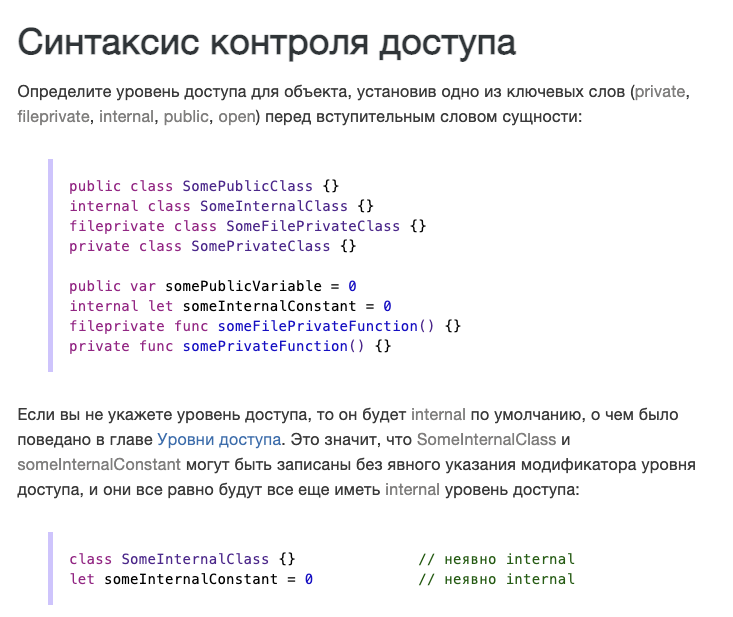 Синтаксис контроля доступа
Определите уровень доступа для объекта, установив одно из ключевых слов (private,
fileprivate, internal, public, open) перед вступительным словом сущности:
public class SomePublicClass {}
internal class SomeInternalClass {}
fileprivate class SomeFilePrivateClass {}
private class SomePrivateClass {}
public var somePublicVariable = 0
internal let someInternalConstant = 0
fileprivate func someFilePrivateFunction() {}
private func somePrivateFunction() {}
Если вы не укажете уровень доступа, то он будет internal по умолчанию, о чем было
поведано в главе Уровни доступа. Это значит, что SomeInternalClass и
someInternalConstant могут быть записаны без явного указания модификатора уровня
доступа, и они все равно будут все еще иметь internal уровень доступа:
class SomeInternalClass {} // неявно internal
let someInternalConstant = 0 // неявно internal